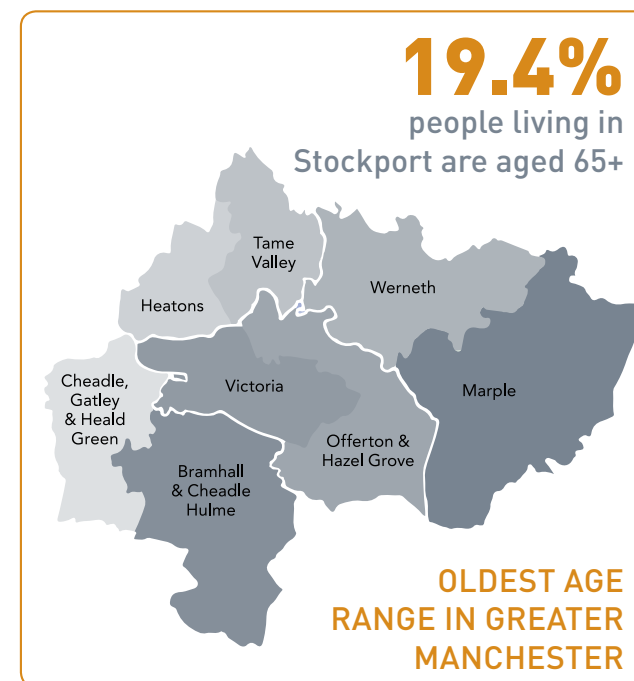 19.4%
people living in
Stockport are aged 65+
Tame
Valley
Werneth
Heatons
Cheadle,
Gatley
& Heald
Green
Victoria
Marple
Offerton &
Hazel Grove
Bramhall
& Cheadle
Hulme
OLDEST AGE
RANGE IN GREATER
MANCHESTER